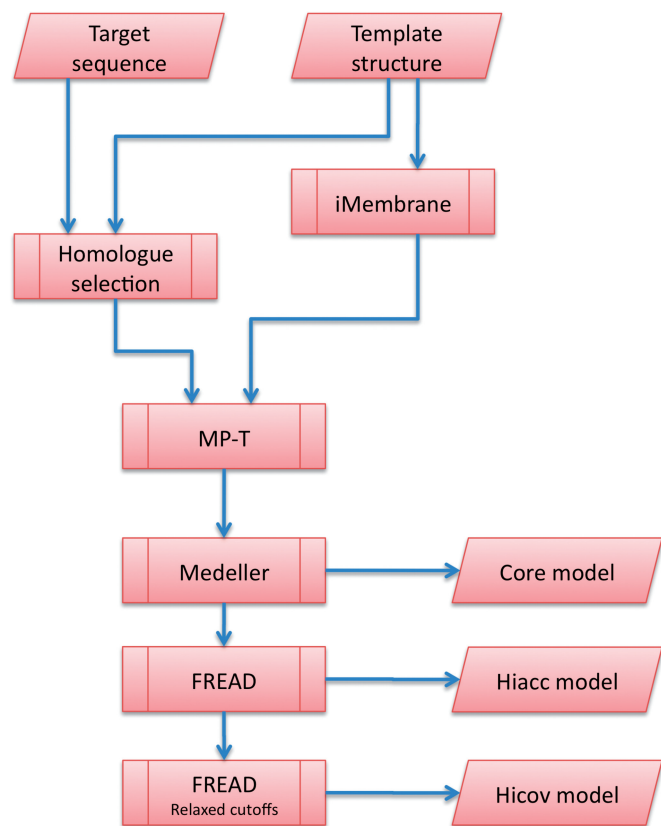 Target
sequence
Template
structure
iMembrane
Homologue
selection
MP-T
Medeller
Core model
FREAD
Hiacc model
FREAD
Relaxed cutoffs
Hicov model